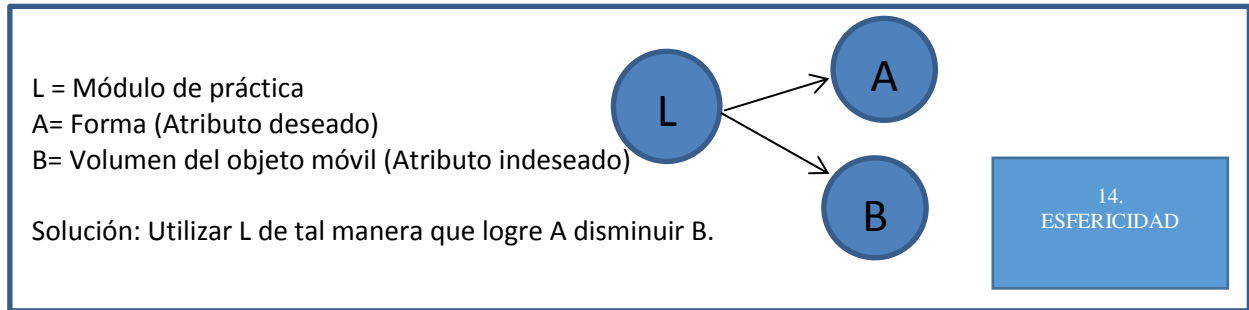 L = Módulo de práctica
A= Forma (Atributo deseado)
B= Volumen del objeto móvil (Atributo indeseado)
Solución: Utilizar L de tal manera que logre A disminuir B.
L
A
B
14.
ESFERICIDAD